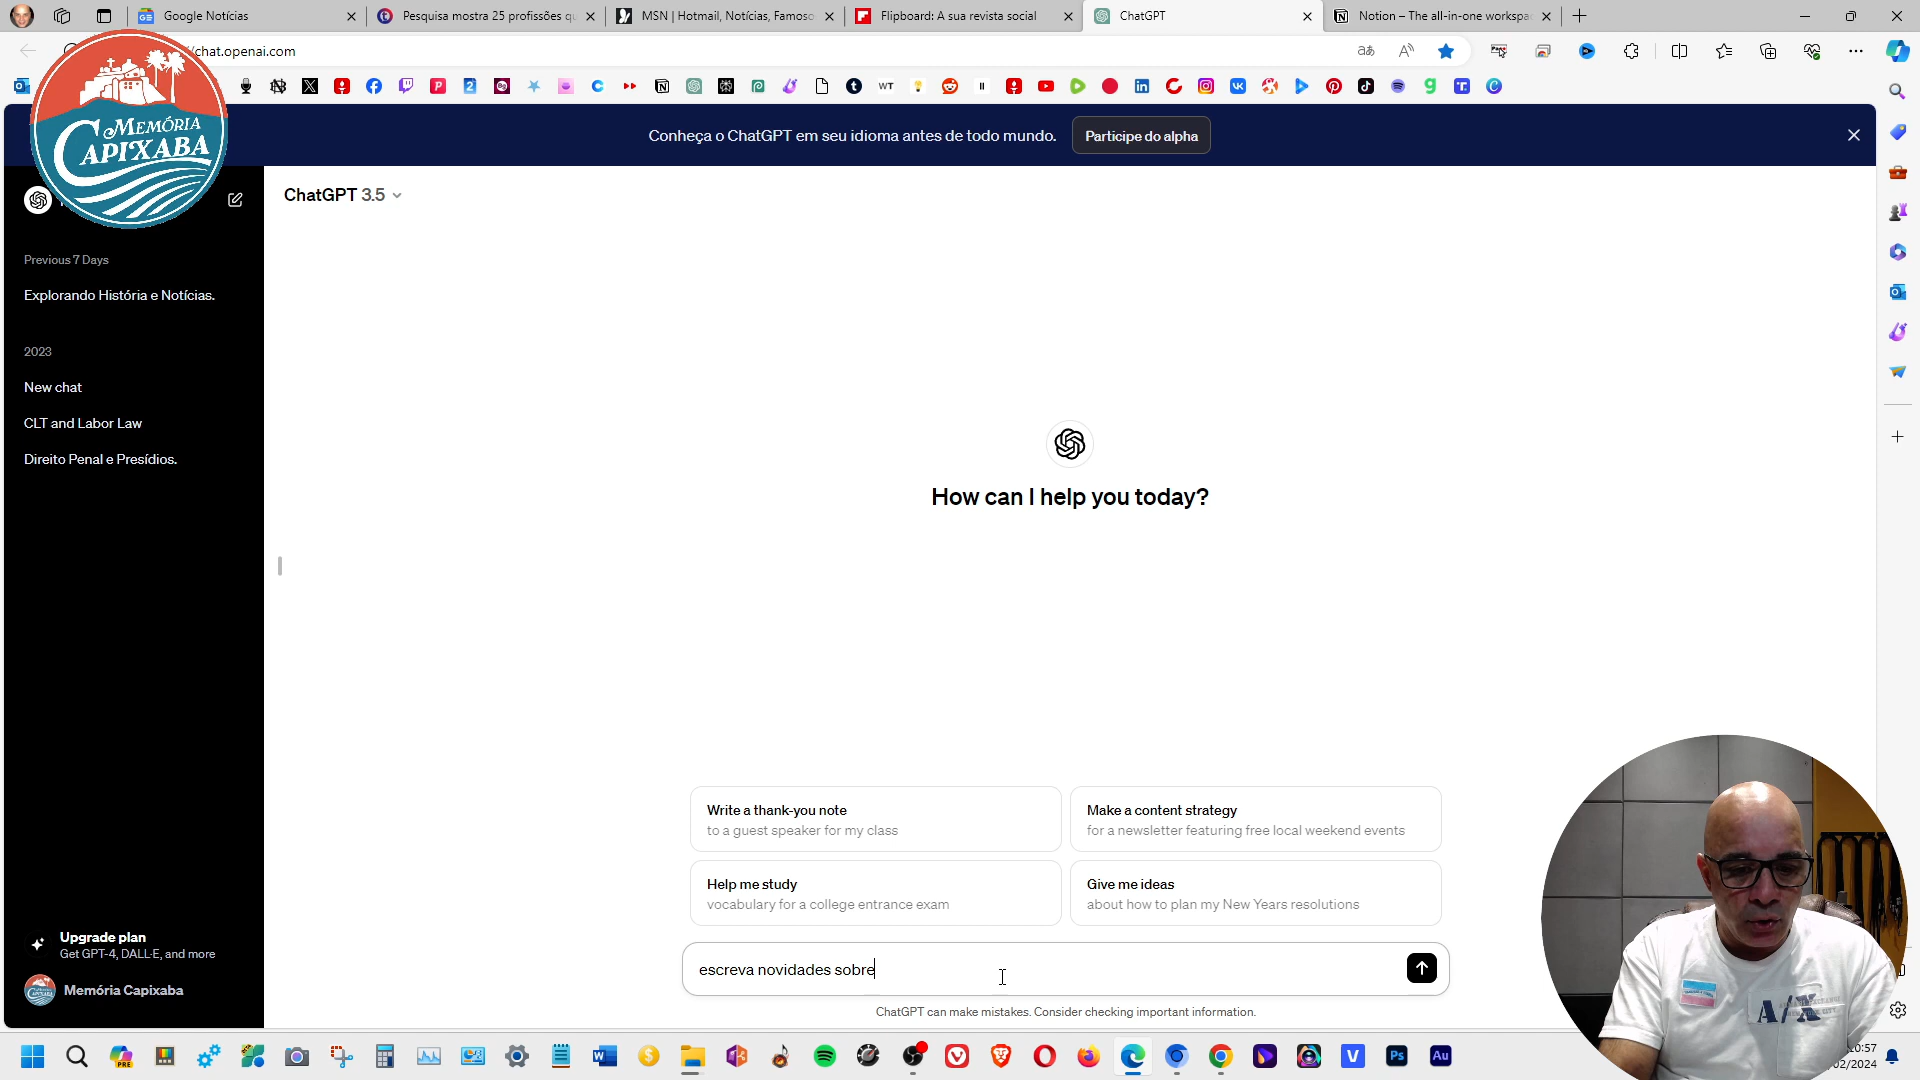 Google Notícias
Pesquisa mostra 25 profissões qu
MSN | Hotmail, Notícias, Famoso
Flipboard: A sua revista social
ChatGPT
Notion – The all-in-one workspa
/chat.openai.com
MEMÓRIA
CAPIXABA
Conheça o ChatGPT em seu idioma antes de todo mundo.
Participe do alpha
ChatGPT 3.5
Previous 7 Days
Explorando História e Notícias.
2023
New chat
CLT and Labor Law
Direito Penal e Presídios.
How can I help you today?
Write a thank-you note
to a guest speaker for my class
Make a content strategy
for a newsletter featuring free local weekend events
Help me study
vocabulary for a college entrance exam
Give me ideas
about how to plan my New Years resolutions
Upgrade plan
Get GPT-4, DALL·E, and more
Memória Capixaba
escreva novidades sobre
ChatGPT can make mistakes. Consider checking important information.
A/X
0:57
02/2024